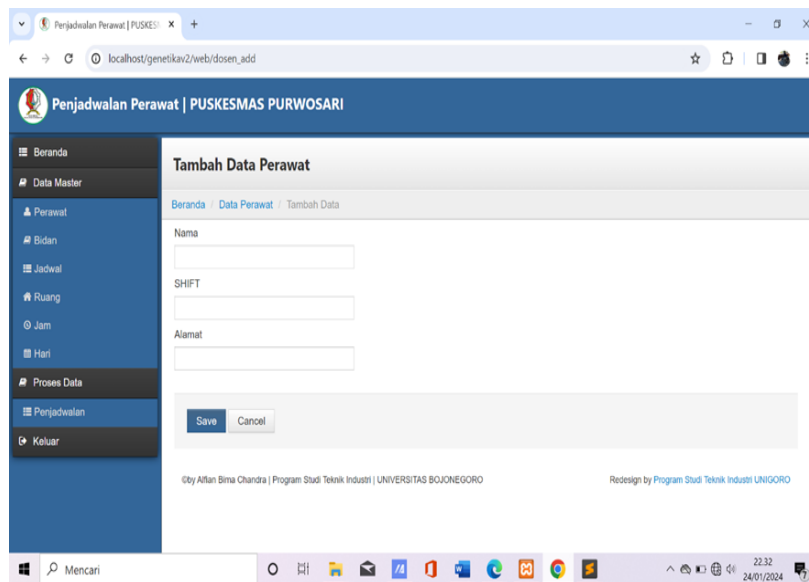 Penjadwalan Perawat | PUSKES
localhost/genetikav2/web/dosen_add
Penjadwalan Perawat | PUSKESMAS PURWOSARI
Beranda
Data Master
Perawat
Bidan
Jadwal
Ruang
Jam
Hari
Proses Data
Penjadwalan
Keluar
Tambah Data Perawat
Beranda / Data Perawat / Tambah Data
Nama
SHIFT
Alamat
Save Cancel
©by Alfian Bima Chandra | Program Studi Teknik Industri | UNIVERSITAS BOJONEGORO
Redesign by Program Studi Teknik Industri UNIGORO
Mencari
22.32
24/01/2024